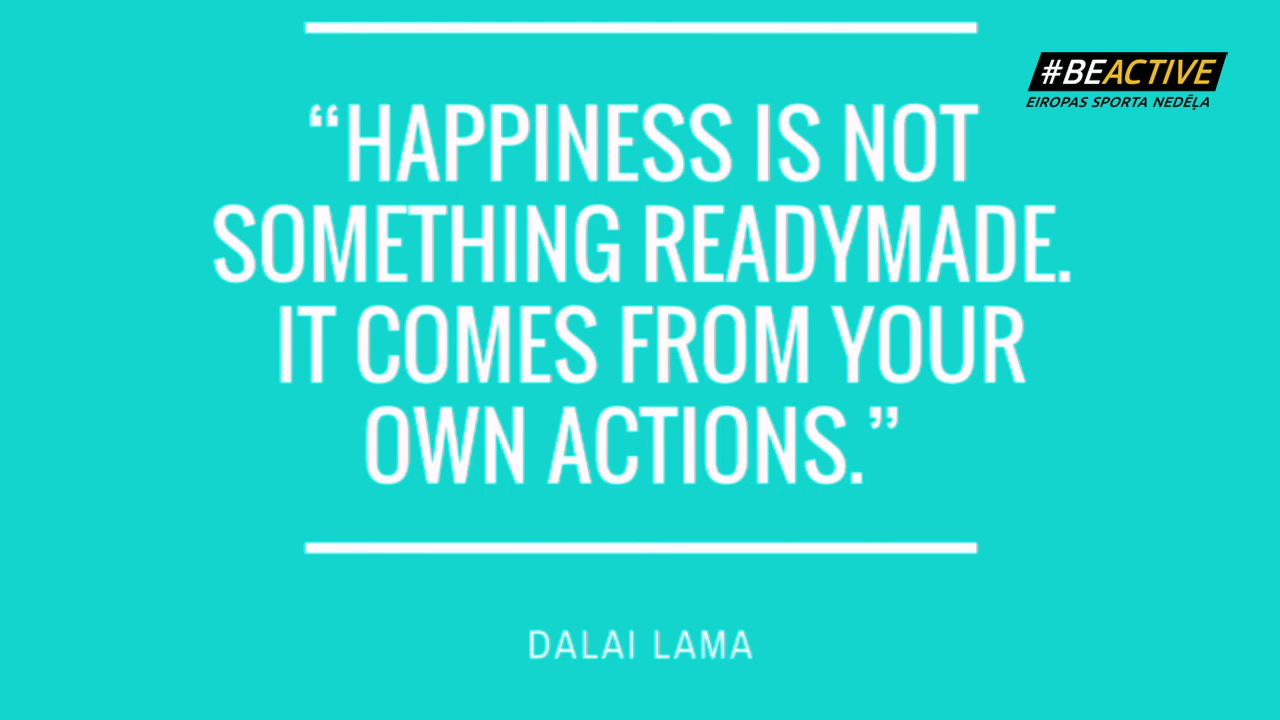 #BEACTIVE
EIROPAS SPORTA NEDĒĻA
“HAPPINESS IS NOT
SOMETHING READYMADE.
IT COMES FROM YOUR
OWN ACTIONS.”
DALAI LAMA